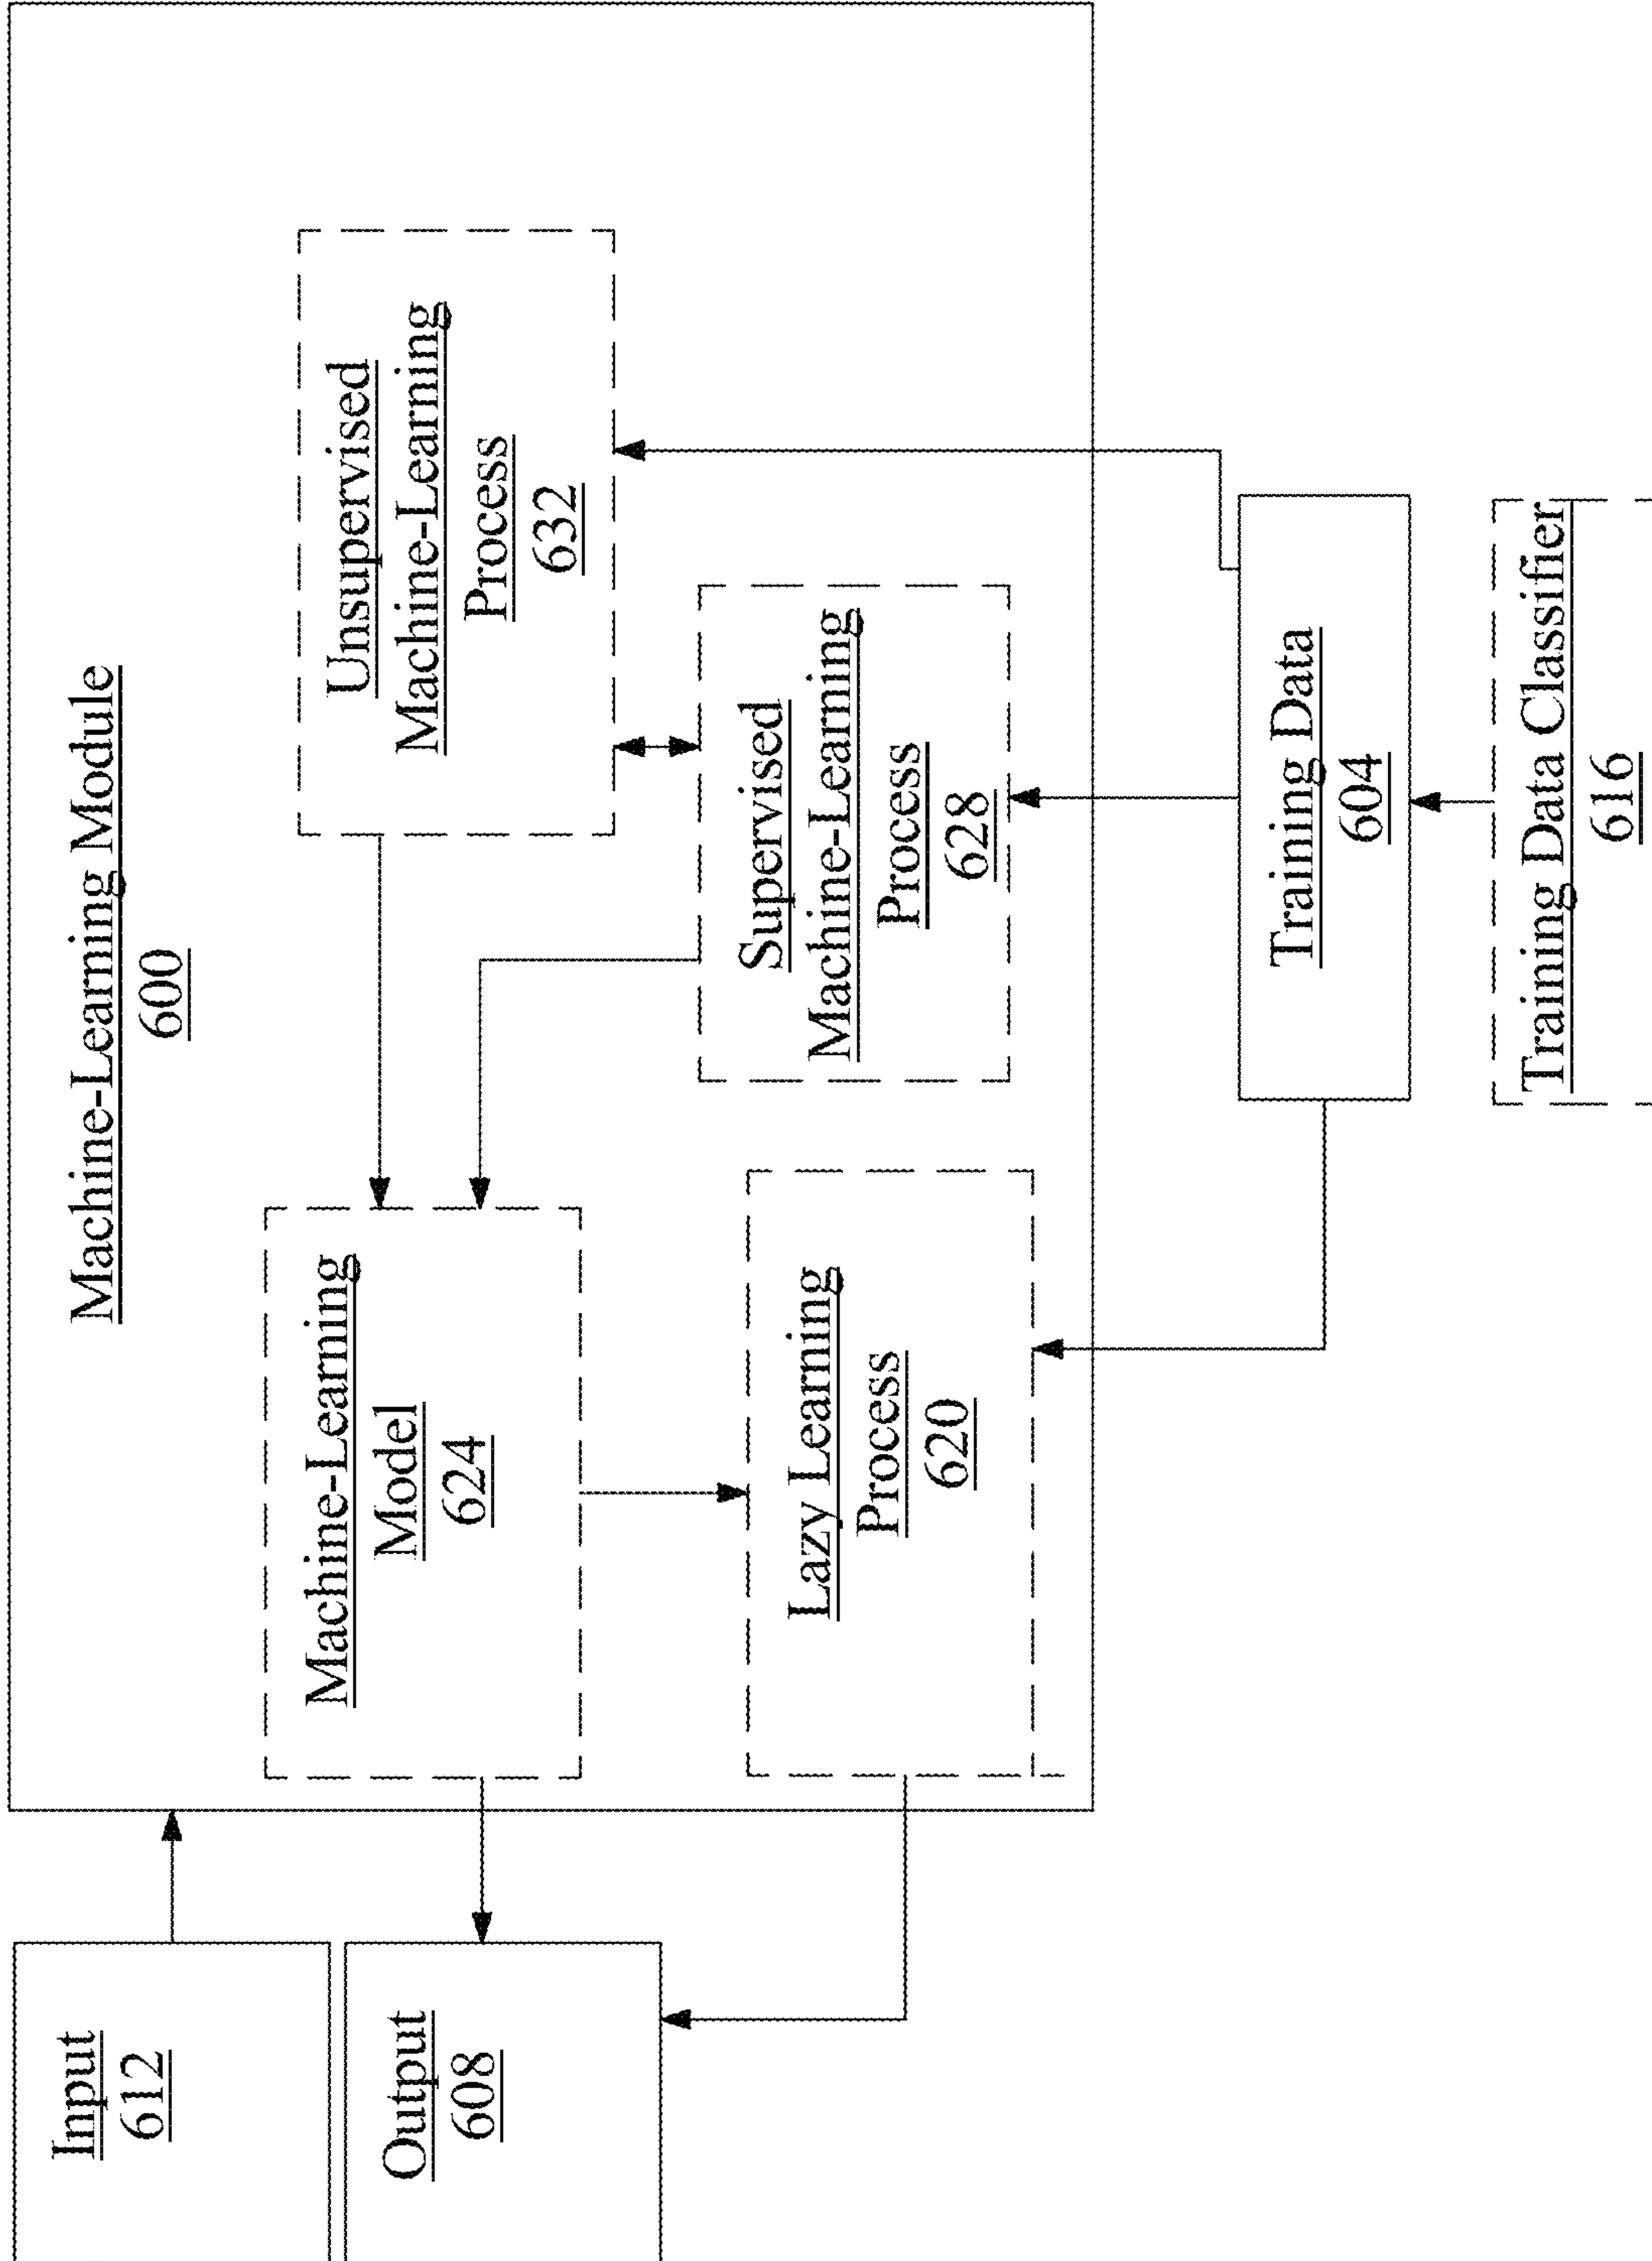 Machine-Learning Module
600
Input
612
Output
608
Machine-Learning
Model
624
Unsupervised
Machine-Learning
Process
632
Lazy Learning
Process
620
Supervised
Machine-Learning
Process
628
Training Data
604
Training Data Classifier
616